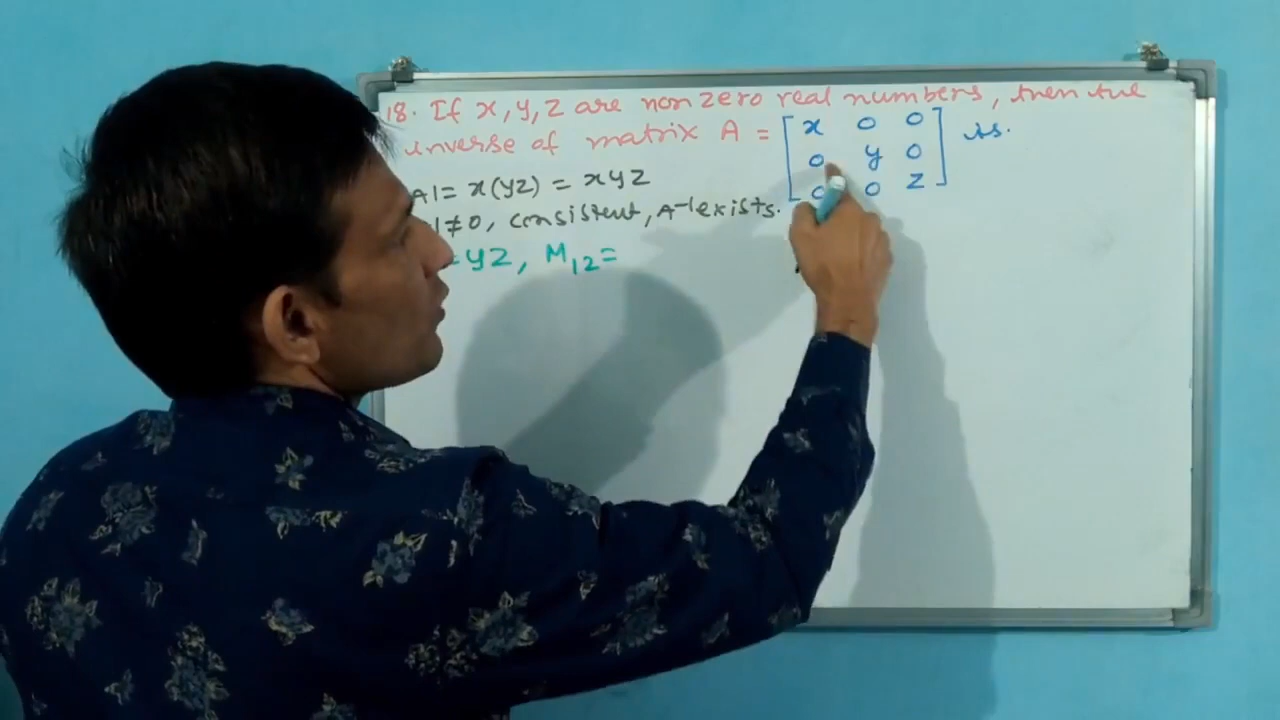 18. If x, y, z are non zero real numbers, then the
inverse of matrix A = [x 0 0
0 y 0
0 0 z] is.
A| = x(yz) = xyz
| ≠ 0, consistent, A⁻¹ exists.
= yz, M₁₂ =